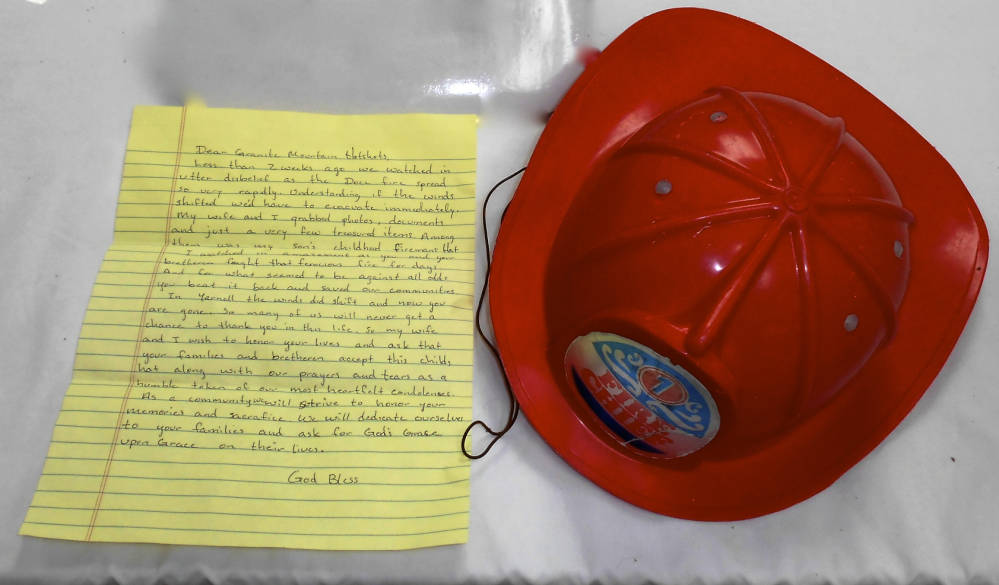 Dear Granite Mountain Hotshots,
Less than 2 weeks ago we watched in
utter disbelief as the Doce fire spread
so very rapidly. Understanding if the winds
shifted we'd have to evacuate immediately.
My wife and I grabbed photos, documents
and just a very few treasured items. Among
them was my son's childhod Firemans Hat
I watched in amazement as you and your
bretheren fought that ferocious fire for days
And for what seemed to be against all odds
you beat it back and saved our communities
In Yarnell the winds did shift and now you
are gone. So many of us will never get a
chance to thank you in this life. So my wife
and I wish to honor your lives and ask that
your families and bretheren accept this childs
hat along with our prayers and tears as a
humble token of our most heartfelt condolenses.
As a community we will strive to honor your
memories and sacrafice. We will dedicate ourselves
to your families and ask for God's Grace
upon Grace on their lives.
God Bless
1
FIRE